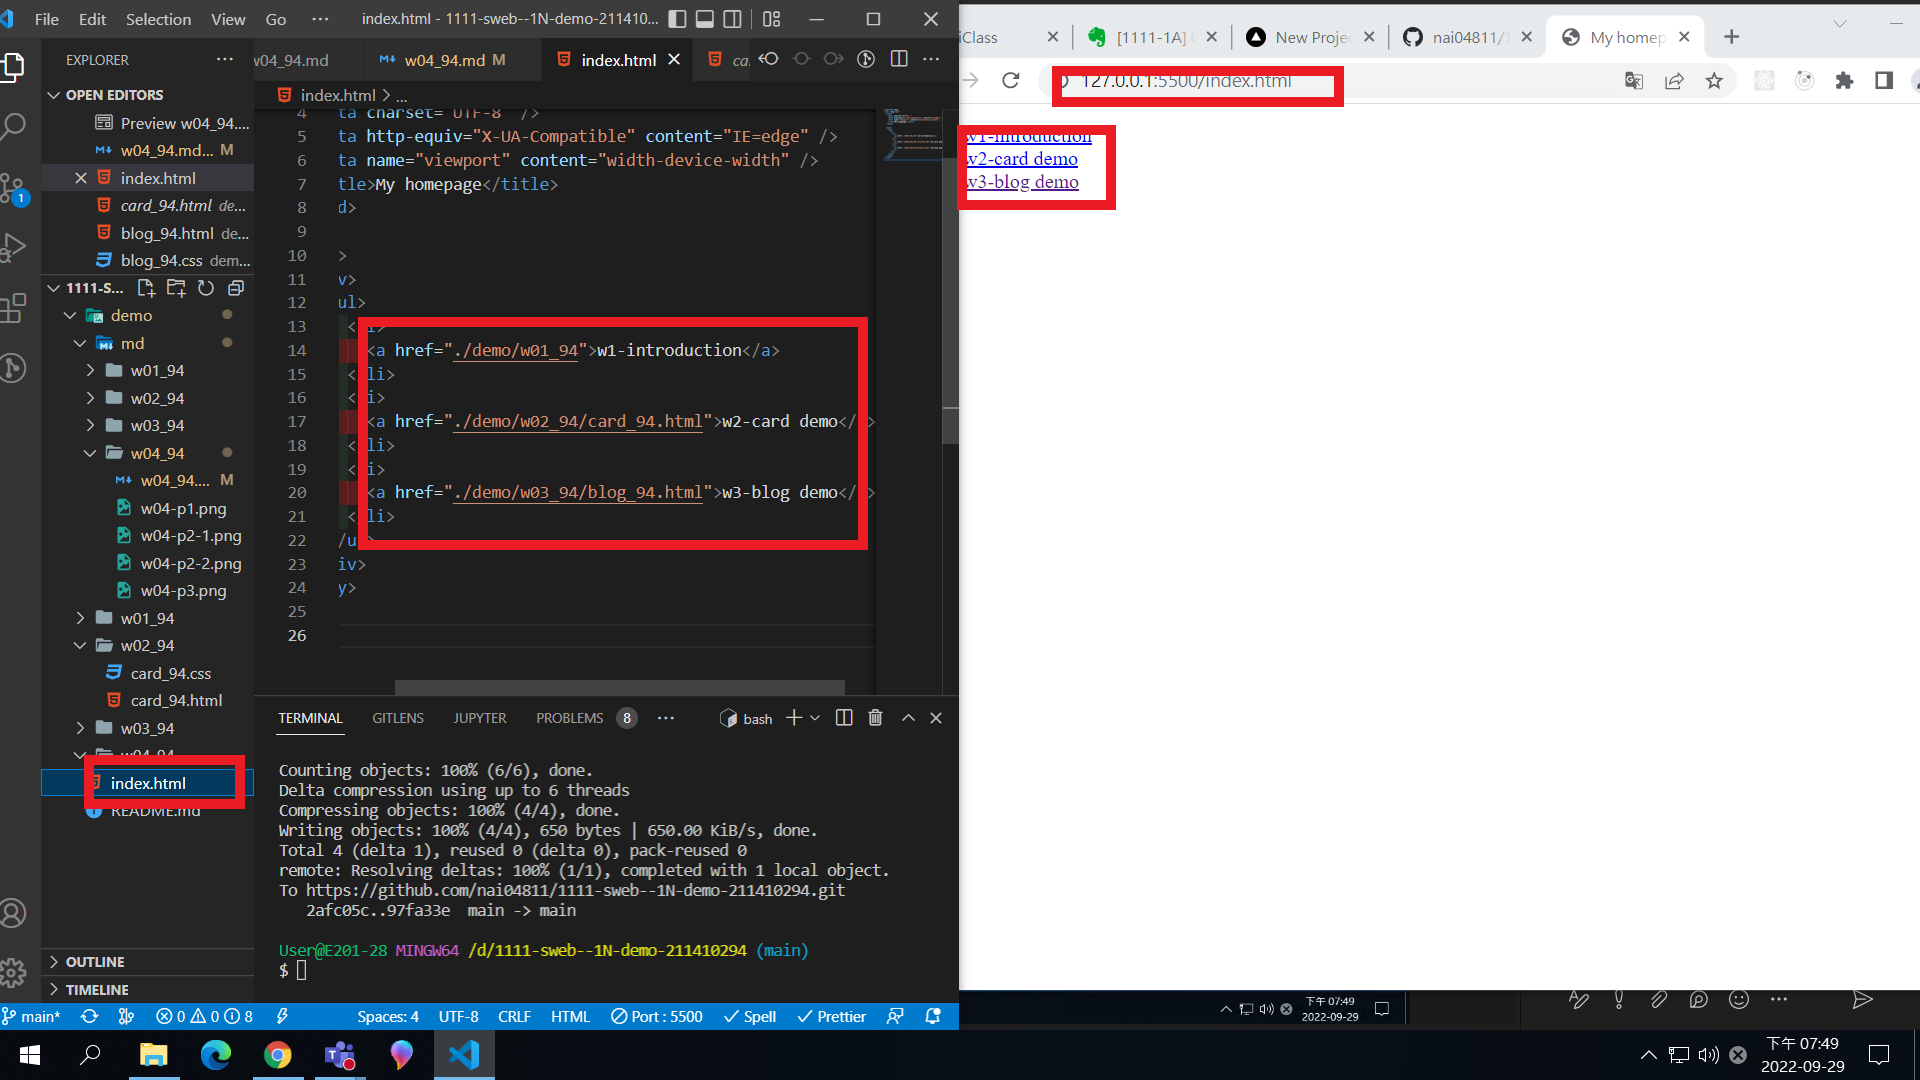 File Edit Selection View Go ··· index.html - 1111-sweb--1N-demo-211410...
EXPLORER ···
OPEN EDITORS
Preview w04_94....
w04_94.md... M
index.html
card_94.html de...
blog_94.html de...
blog_94.css dem...
1111-S...
demo
md
w01_94
w02_94
w03_94
w04_94
w04_94.... M
w04-p1.png
w04-p2-1.png
w04-p2-2.png
w04-p3.png
w01_94
w02_94
card_94.css
card_94.html
w03_94
w04_94
index.html
README.md
OUTLINE
TIMELINE
w04_94.md w04_94.md M index.html ca
index.html > ...
4 ta charset="UTF-8" />
5 ta http-equiv="X-UA-Compatible" content="IE=edge" />
6 ta name="viewport" content="width-device-width" />
7 tle>My homepage</title>
8 d>
9
10 >
11 v>
12 ul>
13 < i>
14 <a href="./demo/w01_94">w1-introduction</a>
15 < li>
16 < i>
17 <a href="./demo/w02_94/card_94.html">w2-card demo</ >
18 < li>
19 < i>
20 <a href="./demo/w03_94/blog_94.html">w3-blog demo</ >
21 < li>
22 /u >
23 iv>
24 y>
25
26
TERMINAL GITLENS JUPYTER PROBLEMS 8 ··· bash
Counting objects: 100% (6/6), done.
Delta compression using up to 6 threads
Compressing objects: 100% (4/4), done.
Writing objects: 100% (4/4), 650 bytes | 650.00 KiB/s, done.
Total 4 (delta 1), reused 0 (delta 0), pack-reused 0
remote: Resolving deltas: 100% (1/1), completed with 1 local object.
To https://github.com/nai04811/1111-sweb--1N-demo-211410294.git
2afc05c..97fa33e main -> main
User@E201-28 MINGW64 /d/1111-sweb--1N-demo-211410294 (main)
$
1
main* 0 0 8 Spaces: 4 UTF-8 CRLF HTML Port : 5500 Spell Prettier
iClass [1111-1A] New Projec nai04811/1 My homep
127.0.0.1:5500/index.html
w1-introduction
w2-card demo
w3-blog demo
下午 07:49
2022-09-29
下午 07:49
2022-09-29